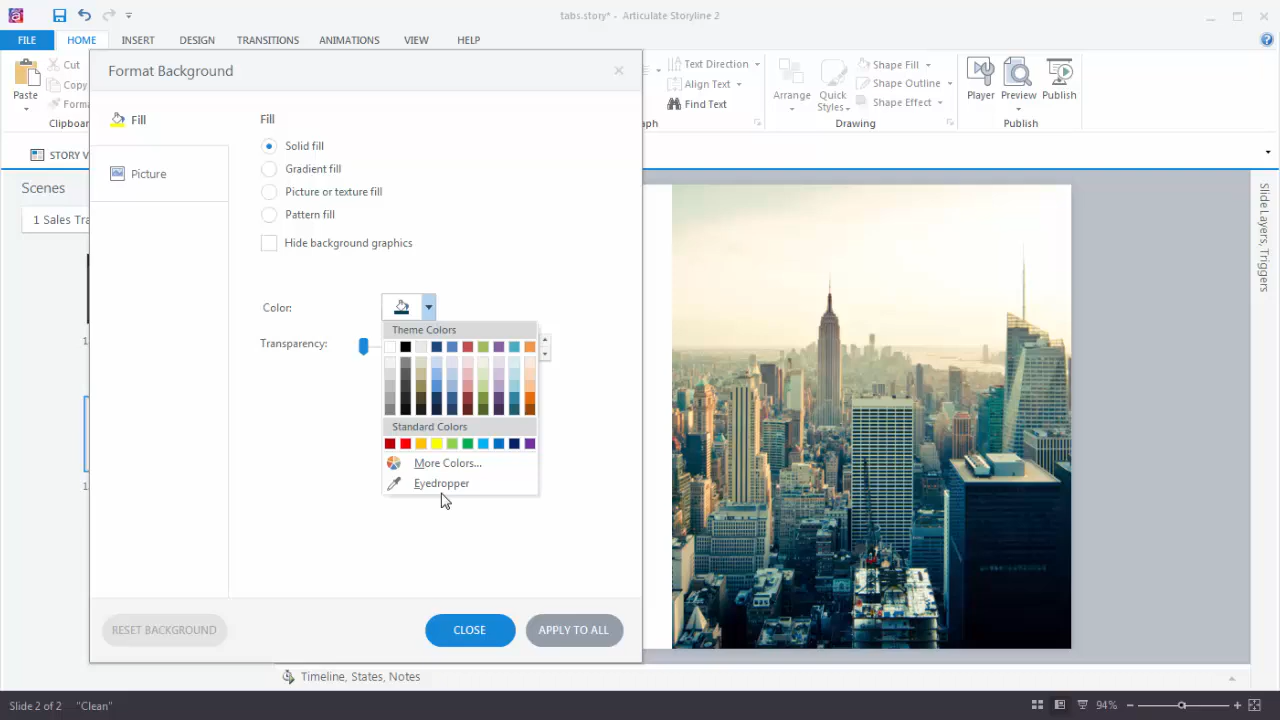 tabs.story* - Articulate Storyline 2
FILE
HOME
INSERT
DESIGN
TRANSITIONS
ANIMATIONS
VIEW
HELP
Format Background
Paste
Cut
Copy
Forma
Clipboa
Text Direction
Align Text
Find Text
ph
Arrange
Quick
Styles
Shape Fill
Shape Outline
Shape Effect
Drawing
Player
Preview
Publish
Publish
STORY V
Scenes
1 Sales Tra
1
1
Fill
Picture
Fill
Solid fill
Gradient fill
Picture or texture fill
Pattern fill
Hide background graphics
Color:
Transparency:
Theme Colors
Standard Colors
More Colors...
Eyedropper
RESET BACKGROUND
CLOSE
APPLY TO ALL
Slide Layers, Triggers
Timeline, States, Notes
Slide 2 of 2
"Clean"
94%